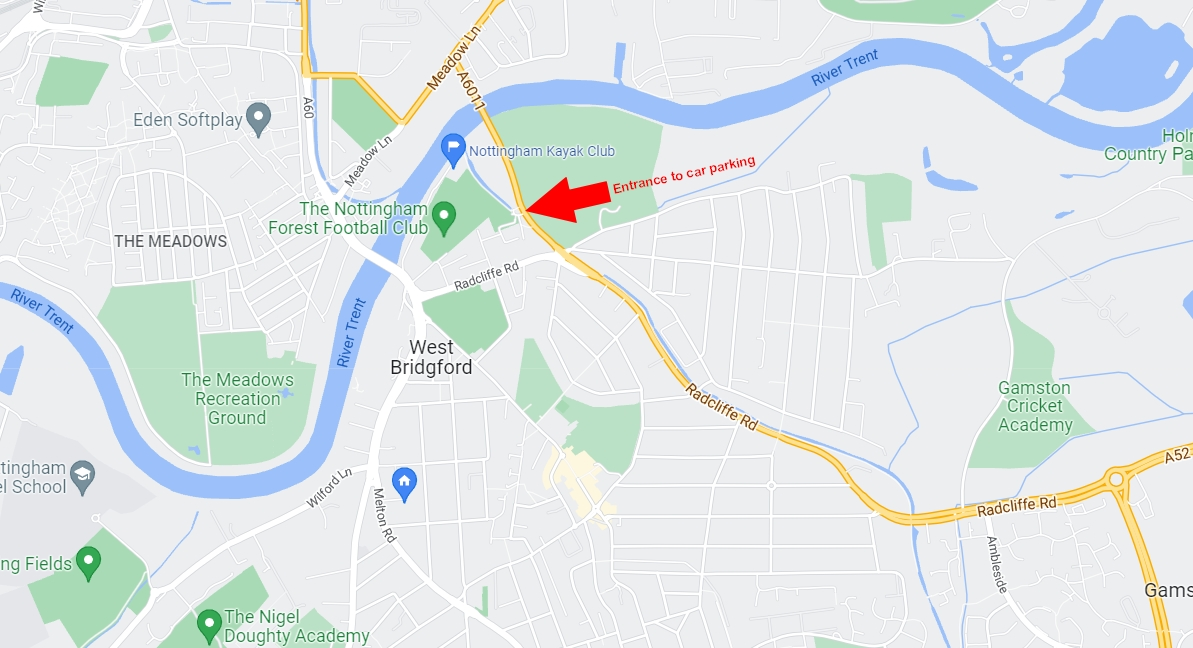 Wi
Meadow Ln
A6011
River Trent
A60
Eden Softplay
Meadow Ln
Nottingham Kayak Club
Entrance to car parking
Holm
Country Pa
The Nottingham
Forest Football Club
THE MEADOWS
Radcliffe Rd
River Trent
River Trent
West
Bridgford
The Meadows
Recreation
Ground
Radcliffe Rd
Gamston
Cricket
Academy
A52
ttingham
el School
Wilford Ln
Melton Rd
Radcliffe Rd
Ambleside
ng Fields
Gams
The Nigel
Doughty Academy